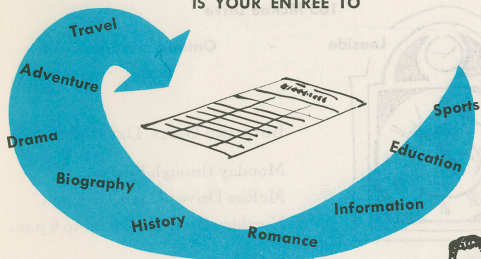 IS YOUR ENTREE TO
Travel
Adventure
Drama
Biography
History
Romance
Information
Education
Sports